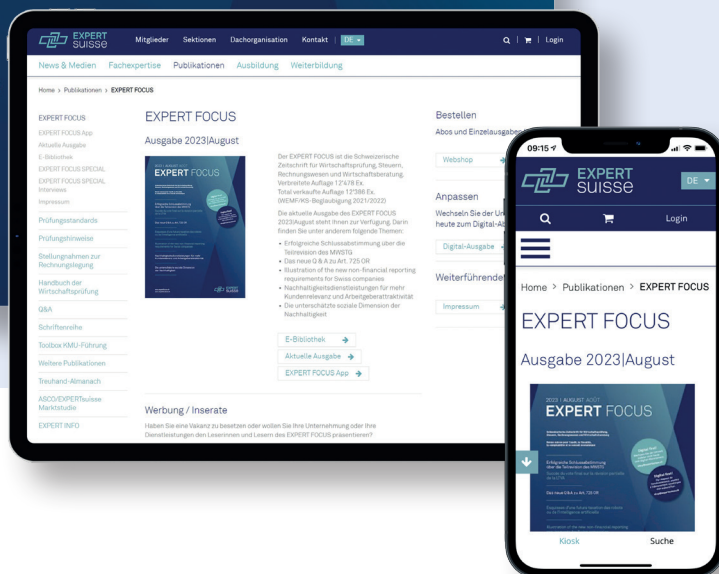 EXPERT
SUISSE
Mitglieder Sektionen Dachorganisation Kontakt | DE
Login
News & Medien Fachexpertise Publikationen Ausbildung Weiterbildung
Home > Publikationen > EXPERT FOCUS
EXPERT FOCUS
EXPERT FOCUS App
Aktuelle Ausgabe
E-Bibliothek
EXPERT FOCUS SPECIAL
EXPERT FOCUS SPECIAL
Interviews
Impressum
Prüfungsstandards
Prüfungshinweise
Stellungnahmen zur
Rechnungslegung
Handbuch der
Wirtschaftsprüfung
Q&A
Schriftenreihe
Toolbox KMU-Führung
Weitere Publikationen
Treuhand-Almanach
ASCO/EXPERTsuisse
Marktstudie
EXPERT INFO
EXPERT FOCUS
Ausgabe 2023|August
2023 | AUGUST AOÛT
EXPERT FOCUS
Der EXPERT FOCUS ist die Schweizerische
Zeitschrift für Wirtschaftsprüfung, Steuern,
Rechnungswesen und Wirtschaftsberatung.
Verbreitete Auflage 12'478 Ex.
Total verkaufte Auflage 12'386 Ex.
(WEMF/KS-Beglaubigung 2021/2022)
Die aktuelle Ausgabe des EXPERT FOCUS
2023|August steht Ihnen zur Verfügung. Darin
finden Sie unter anderem folgende Themen:
• Erfolgreiche Schlussabstimmung über die
Teilrevision des MWSTG
• Das neue Q & A zu Art. 725 OR
• Illustration of the new non-financial reporting
requirements for Swiss companies
• Nachhaltigkeitsdienstleistungen für mehr
Kundenrelevanz und Arbeitgeberattraktivität
• Die unterschätzte soziale Dimension der
Nachhaltigkeit
E-Bibliothek
Aktuelle Ausgabe
EXPERT FOCUS App
Werbung / Inserate
Haben Sie eine Vakanz zu besetzen oder wollen Sie Ihre Unternehmung oder Ihre
Dienstleistungen den Leserinnen und Lesern des EXPERT FOCUS präsentieren?
Bestellen
Abos und Einzelausgaben
Webshop
Anpassen
Wechseln Sie der
heute zum Digital-
Digital-Ausgabe
Impressum
09:15
EXPERT
SUISSE
DE
Login
Home > Publikationen > EXPERT FOCUS
EXPERT FOCUS
Ausgabe 2023|August
2023 | AUGUST AOÛT
EXPERT FOCUS
Erfolgreiche Schlussabstimmung
über die Teilrevision des MWSTG
Das neue Q&A zu Art. 725 OR
Kiosk
Suche